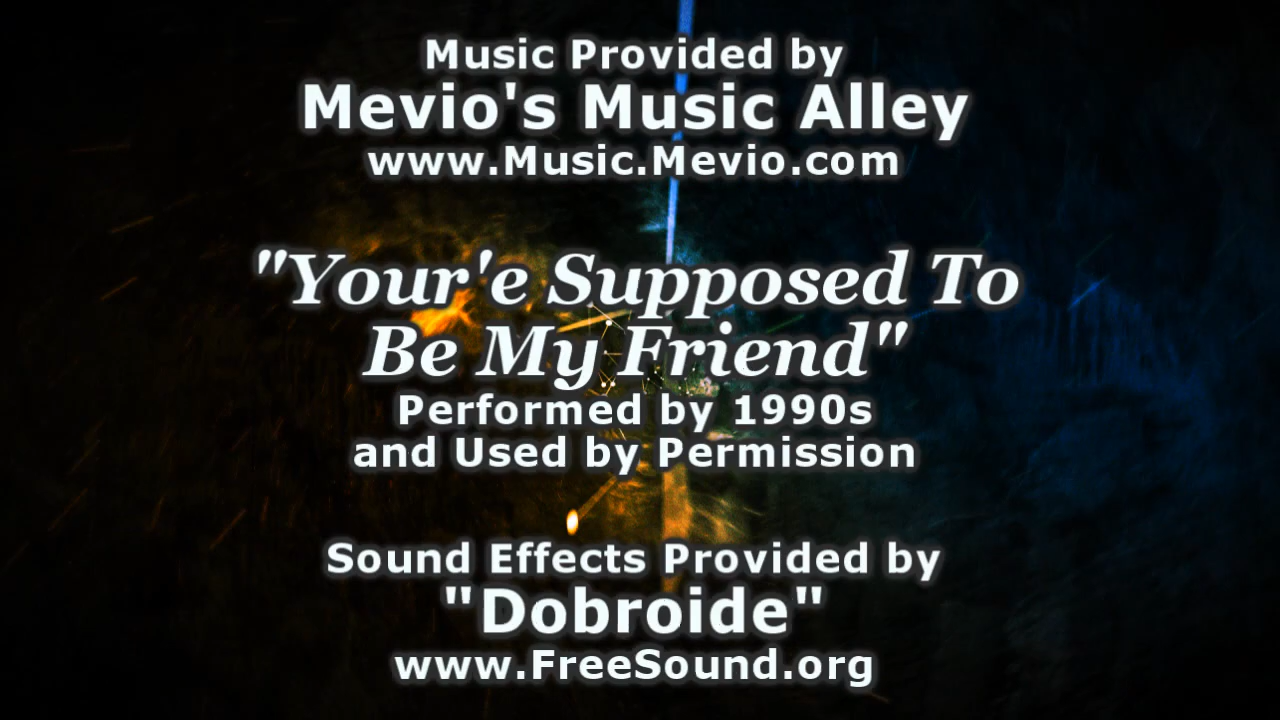 Music Provided by
Mevio's Music Alley
www.Music.Mevio.com
"Your'e Supposed To
Be My Friend"
Performed by 1990s
and Used by Permission
Sound Effects Provided by
"Dobroide"
www.FreeSound.org